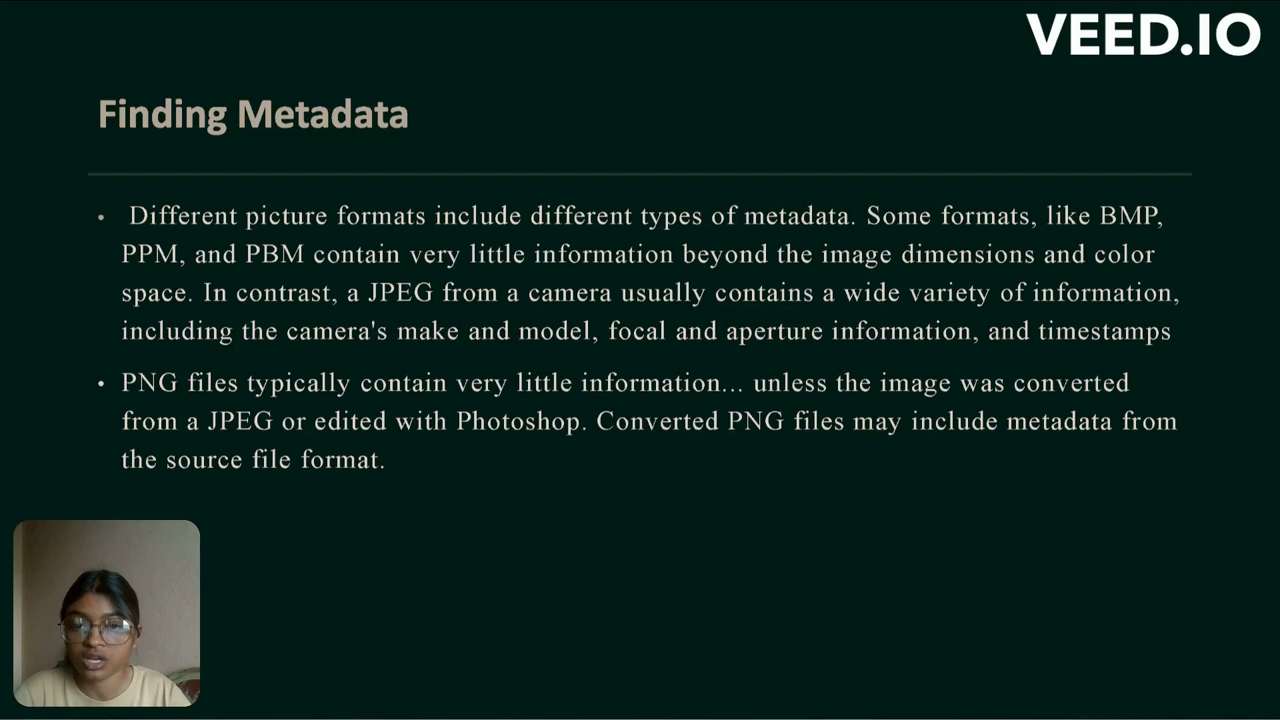 VEED.IO
Finding Metadata
• Different picture formats include different types of metadata. Some formats, like BMP,
PPM, and PBM contain very little information beyond the image dimensions and color
space. In contrast, a JPEG from a camera usually contains a wide variety of information,
including the camera's make and model, focal and aperture information, and timestamps
• PNG files typically contain very little information... unless the image was converted
from a JPEG or edited with Photoshop. Converted PNG files may include metadata from
the source file format.